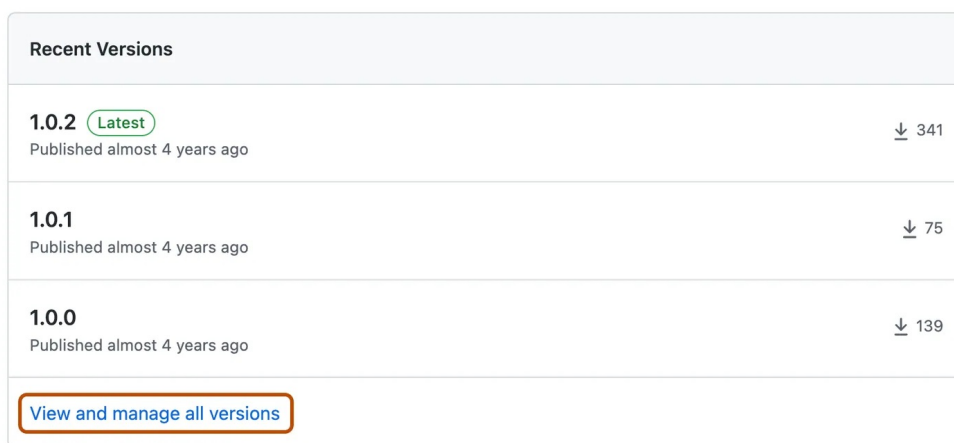 Recent Versions
1.0.2 Latest
341
Published almost 4 years ago
1.0.1
75
Published almost 4 years ago
1.0.0
139
Published almost 4 years ago
View and manage all versions